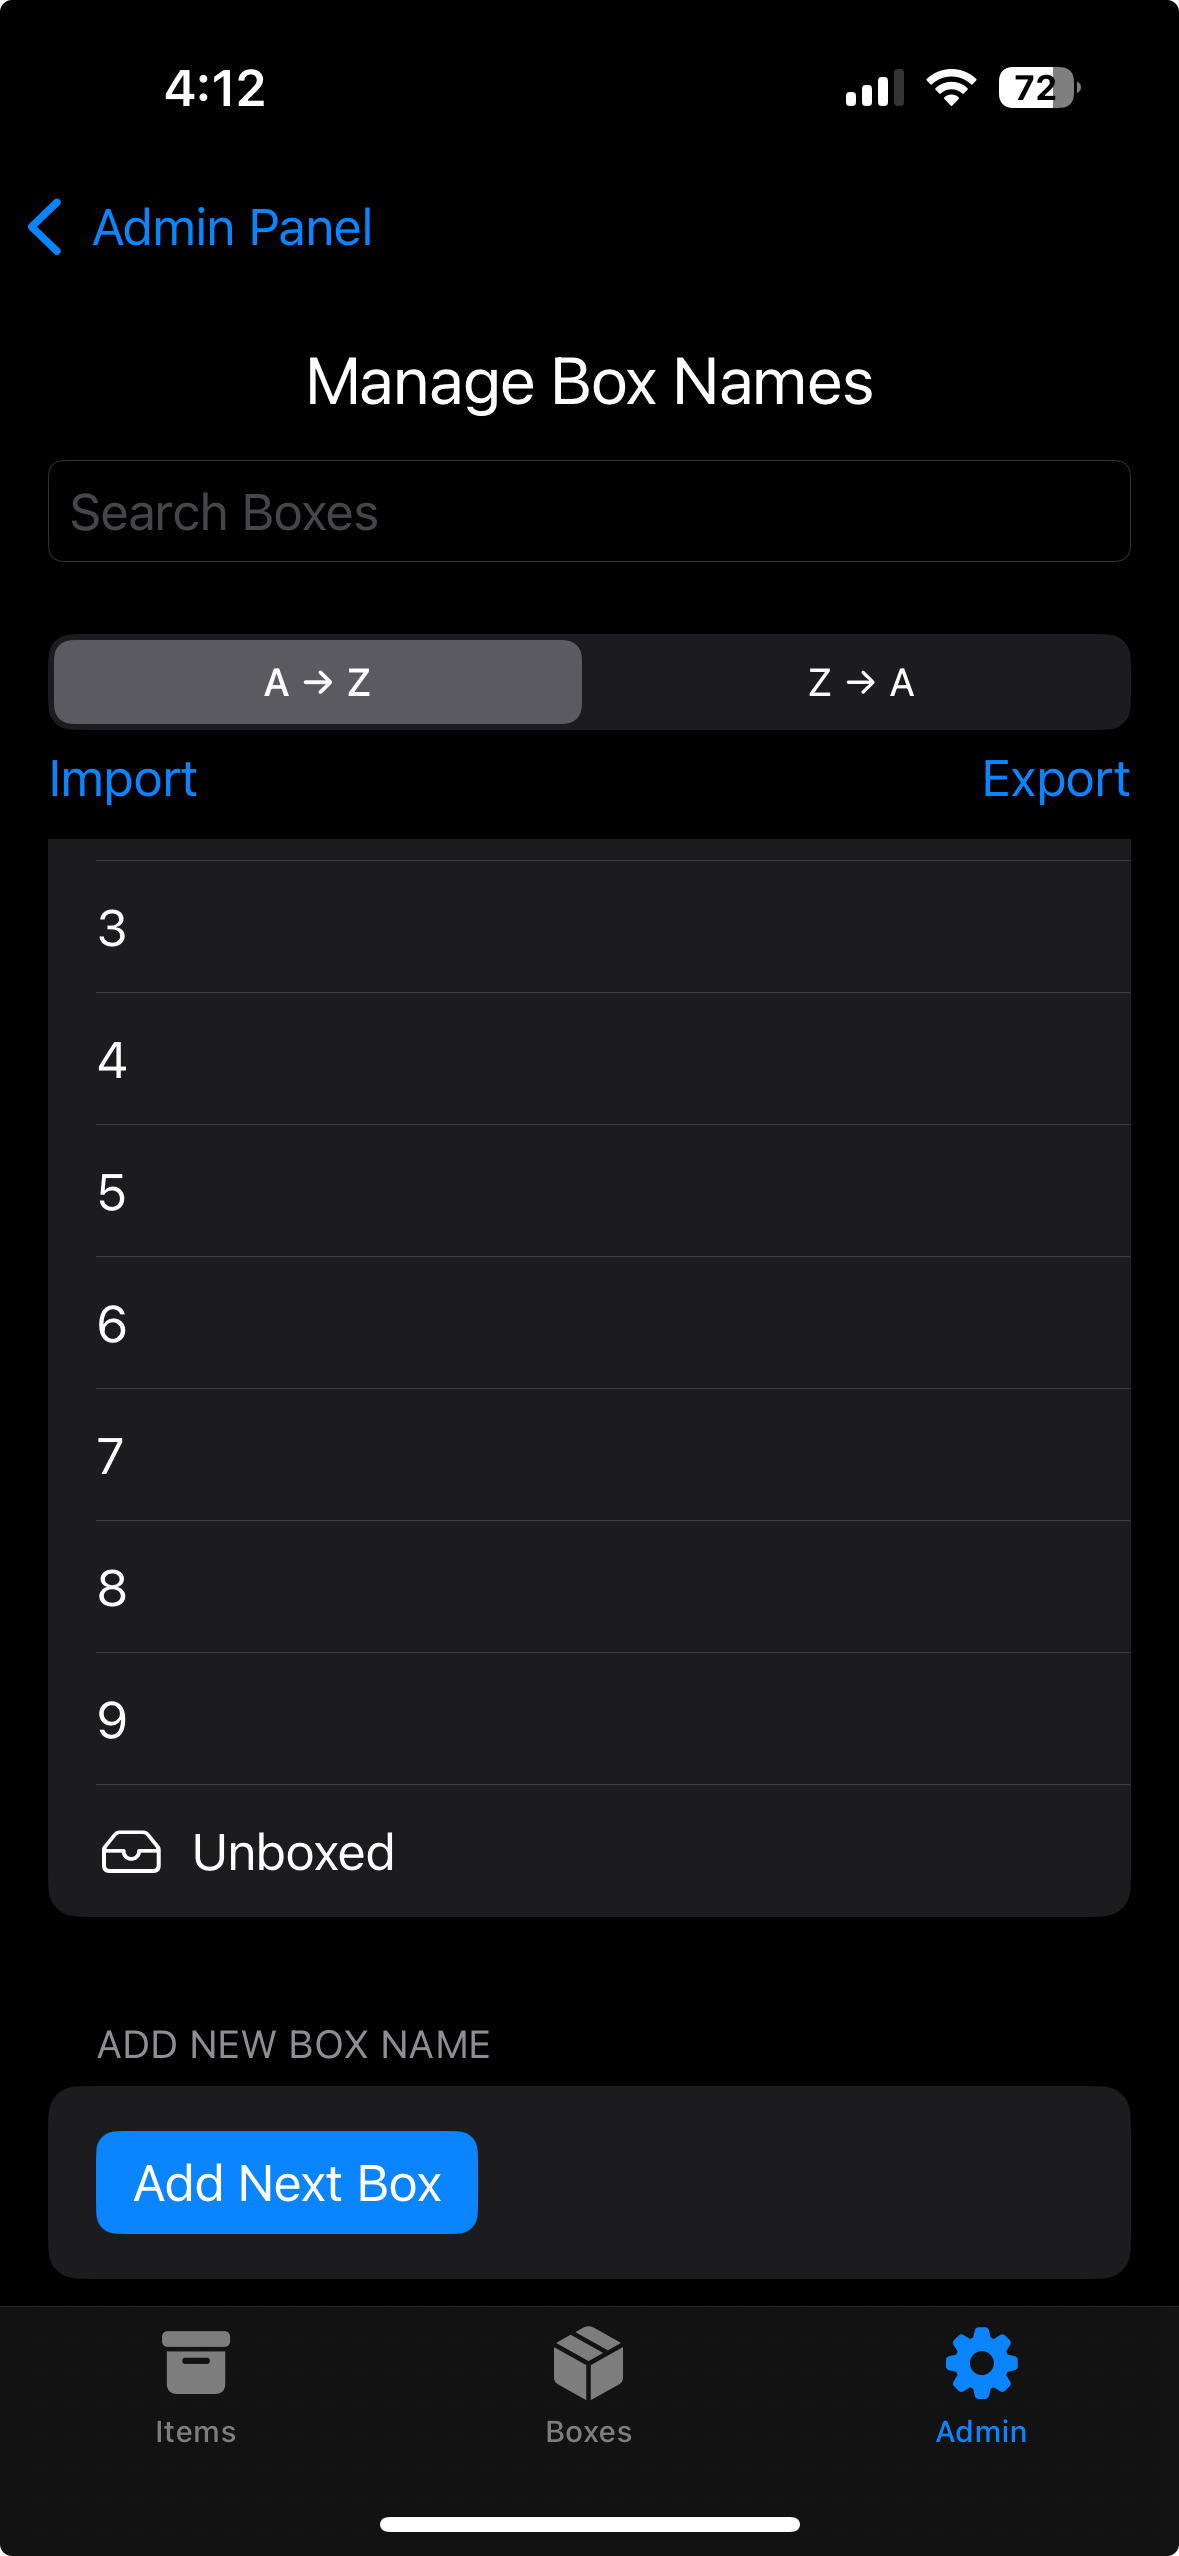 4:12
72
Admin Panel
Manage Box Names
Search Boxes
A → Z
Z → A
Import
Export
3
4
5
6
7
8
9
Unboxed
ADD NEW BOX NAME
Add Next Box
Items
Boxes
Admin